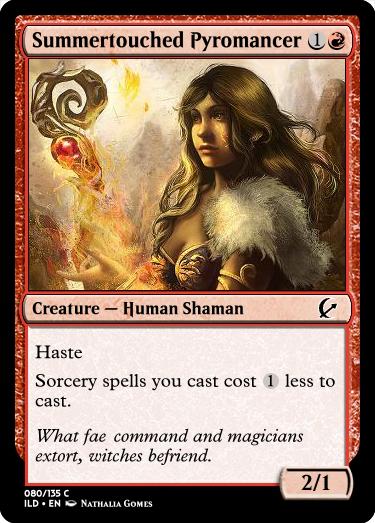 Summertouched Pyromancer 1
Creature — Human Shaman
Haste
Sorcery spells you cast cost 1 less to
cast.
What fae command and magicians
extort, witches befriend.
2/1
080/135 C
ILD • EN Nathalia Gomes